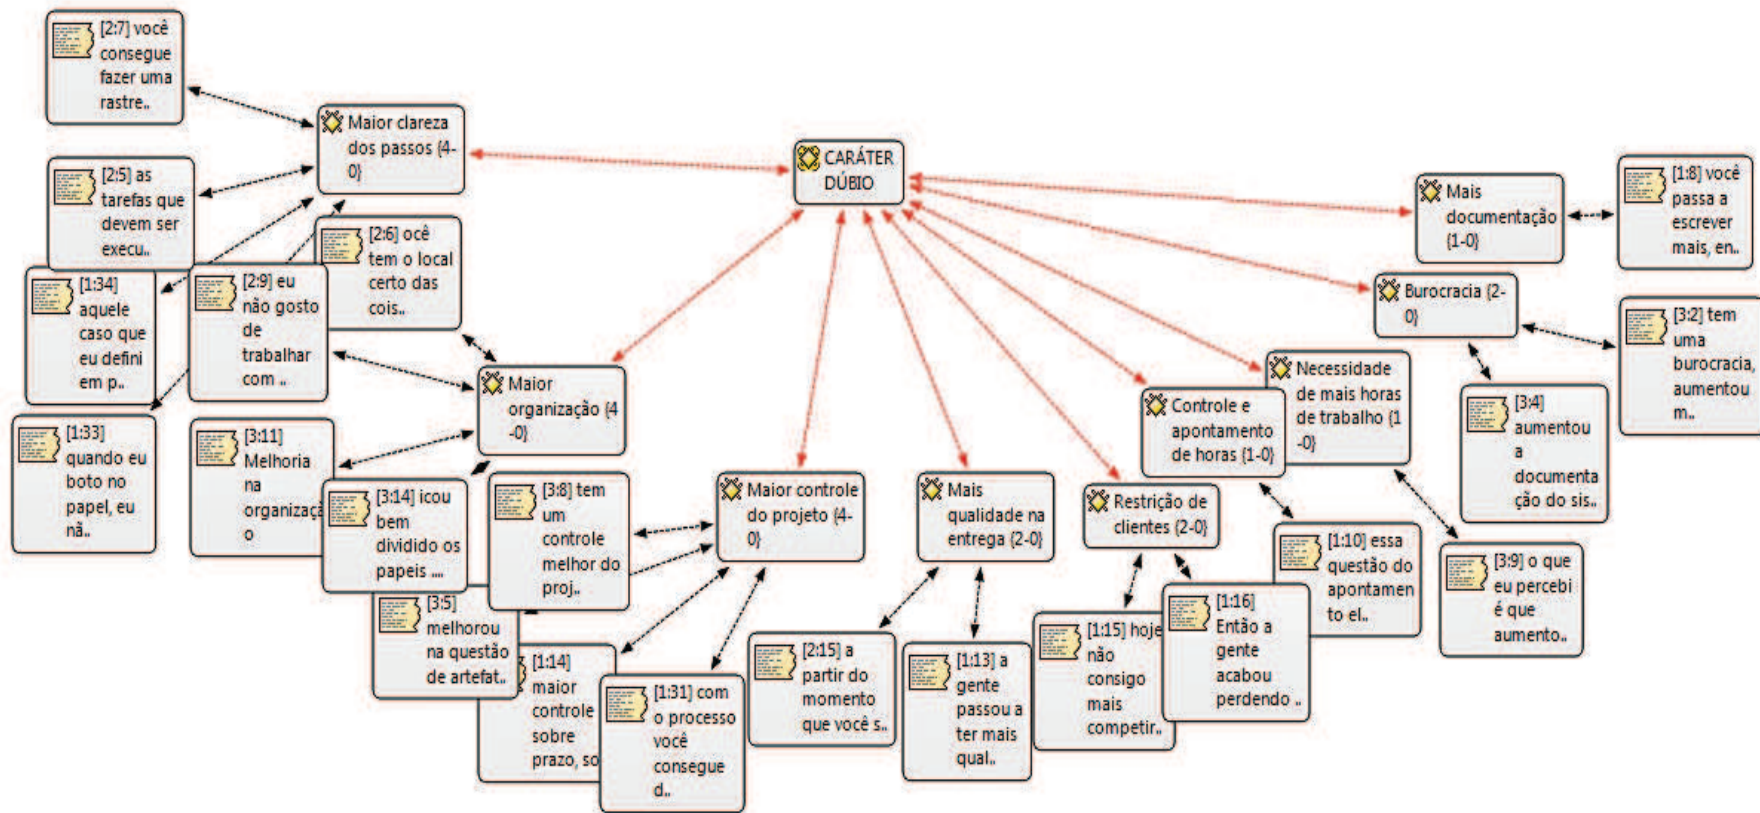 [2:7] você
consegue
fazer uma
rastre..
Maior clareza
dos passos {4-
0}
CARÁTER
DÚBIO
[2:5] as
tarefas que
devem ser
execu..
[2:6] ocê
tem o local
certo das
cois..
[1:34]
aquele
caso que
eu defini
em p..
[2:9] eu
não gosto
de
trabalhar
com ..
[1:33]
quando eu
boto no
papel, eu
nã..
Maior
organização {4
-0}
[3:11]
Melhoria
na
organizaçã
o
[3:14] icou
bem
dividido os
papeis ....
[3:5]
melhorou
na questão
de artefat..
[3:8] tem
um
controle
melhor do
proj..
Maior controle
do projeto {4-
0}
[1:14]
maior
controle
sobre
prazo, so
[1:31] com
o processo
você
consegue
d..
Mais
qualidade na
entrega {2-0}
[2:15] a
partir do
momento
que você s..
[1:13] a
gente
passou a
ter mais
qual..
Restrição de
clientes {2-0}
[1:15] hoje
não
consigo
mais
competir..
[1:16]
Então a
gente
acabou
perdendo ..
Controle e
apontamento
de horas {1-0}
[1:10] essa
questão do
apontamen
to el..
Necessidade
de mais horas
de trabalho {1
-0}
[3:9] o que
eu percebi
é que
aumento..
Burocracia {2-
0}
[3:4]
aumentou
a
documenta
ção do sis..
[3:2] tem
uma
burocracia,
aumentou
m..
Mais
documentação
{1-0}
[1:8] você
passa a
escrever
mais, en..